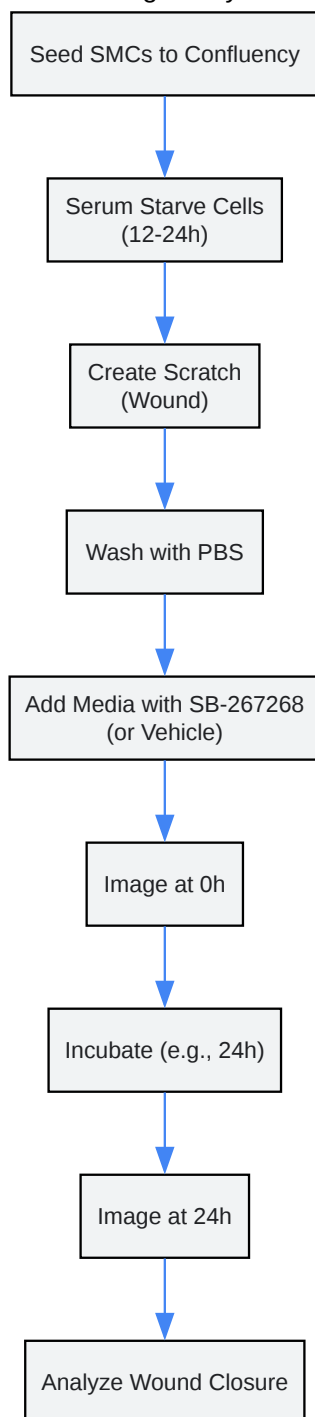 Seed SMCs to Confluency
Serum Starve Cells
(12-24h)
Create Scratch
(Wound)
Wash with PBS
Add Media with SB-267268
(or Vehicle)
Image at 0h
Incubate (e.g., 24h)
Image at 24h
Analyze Wound Closure